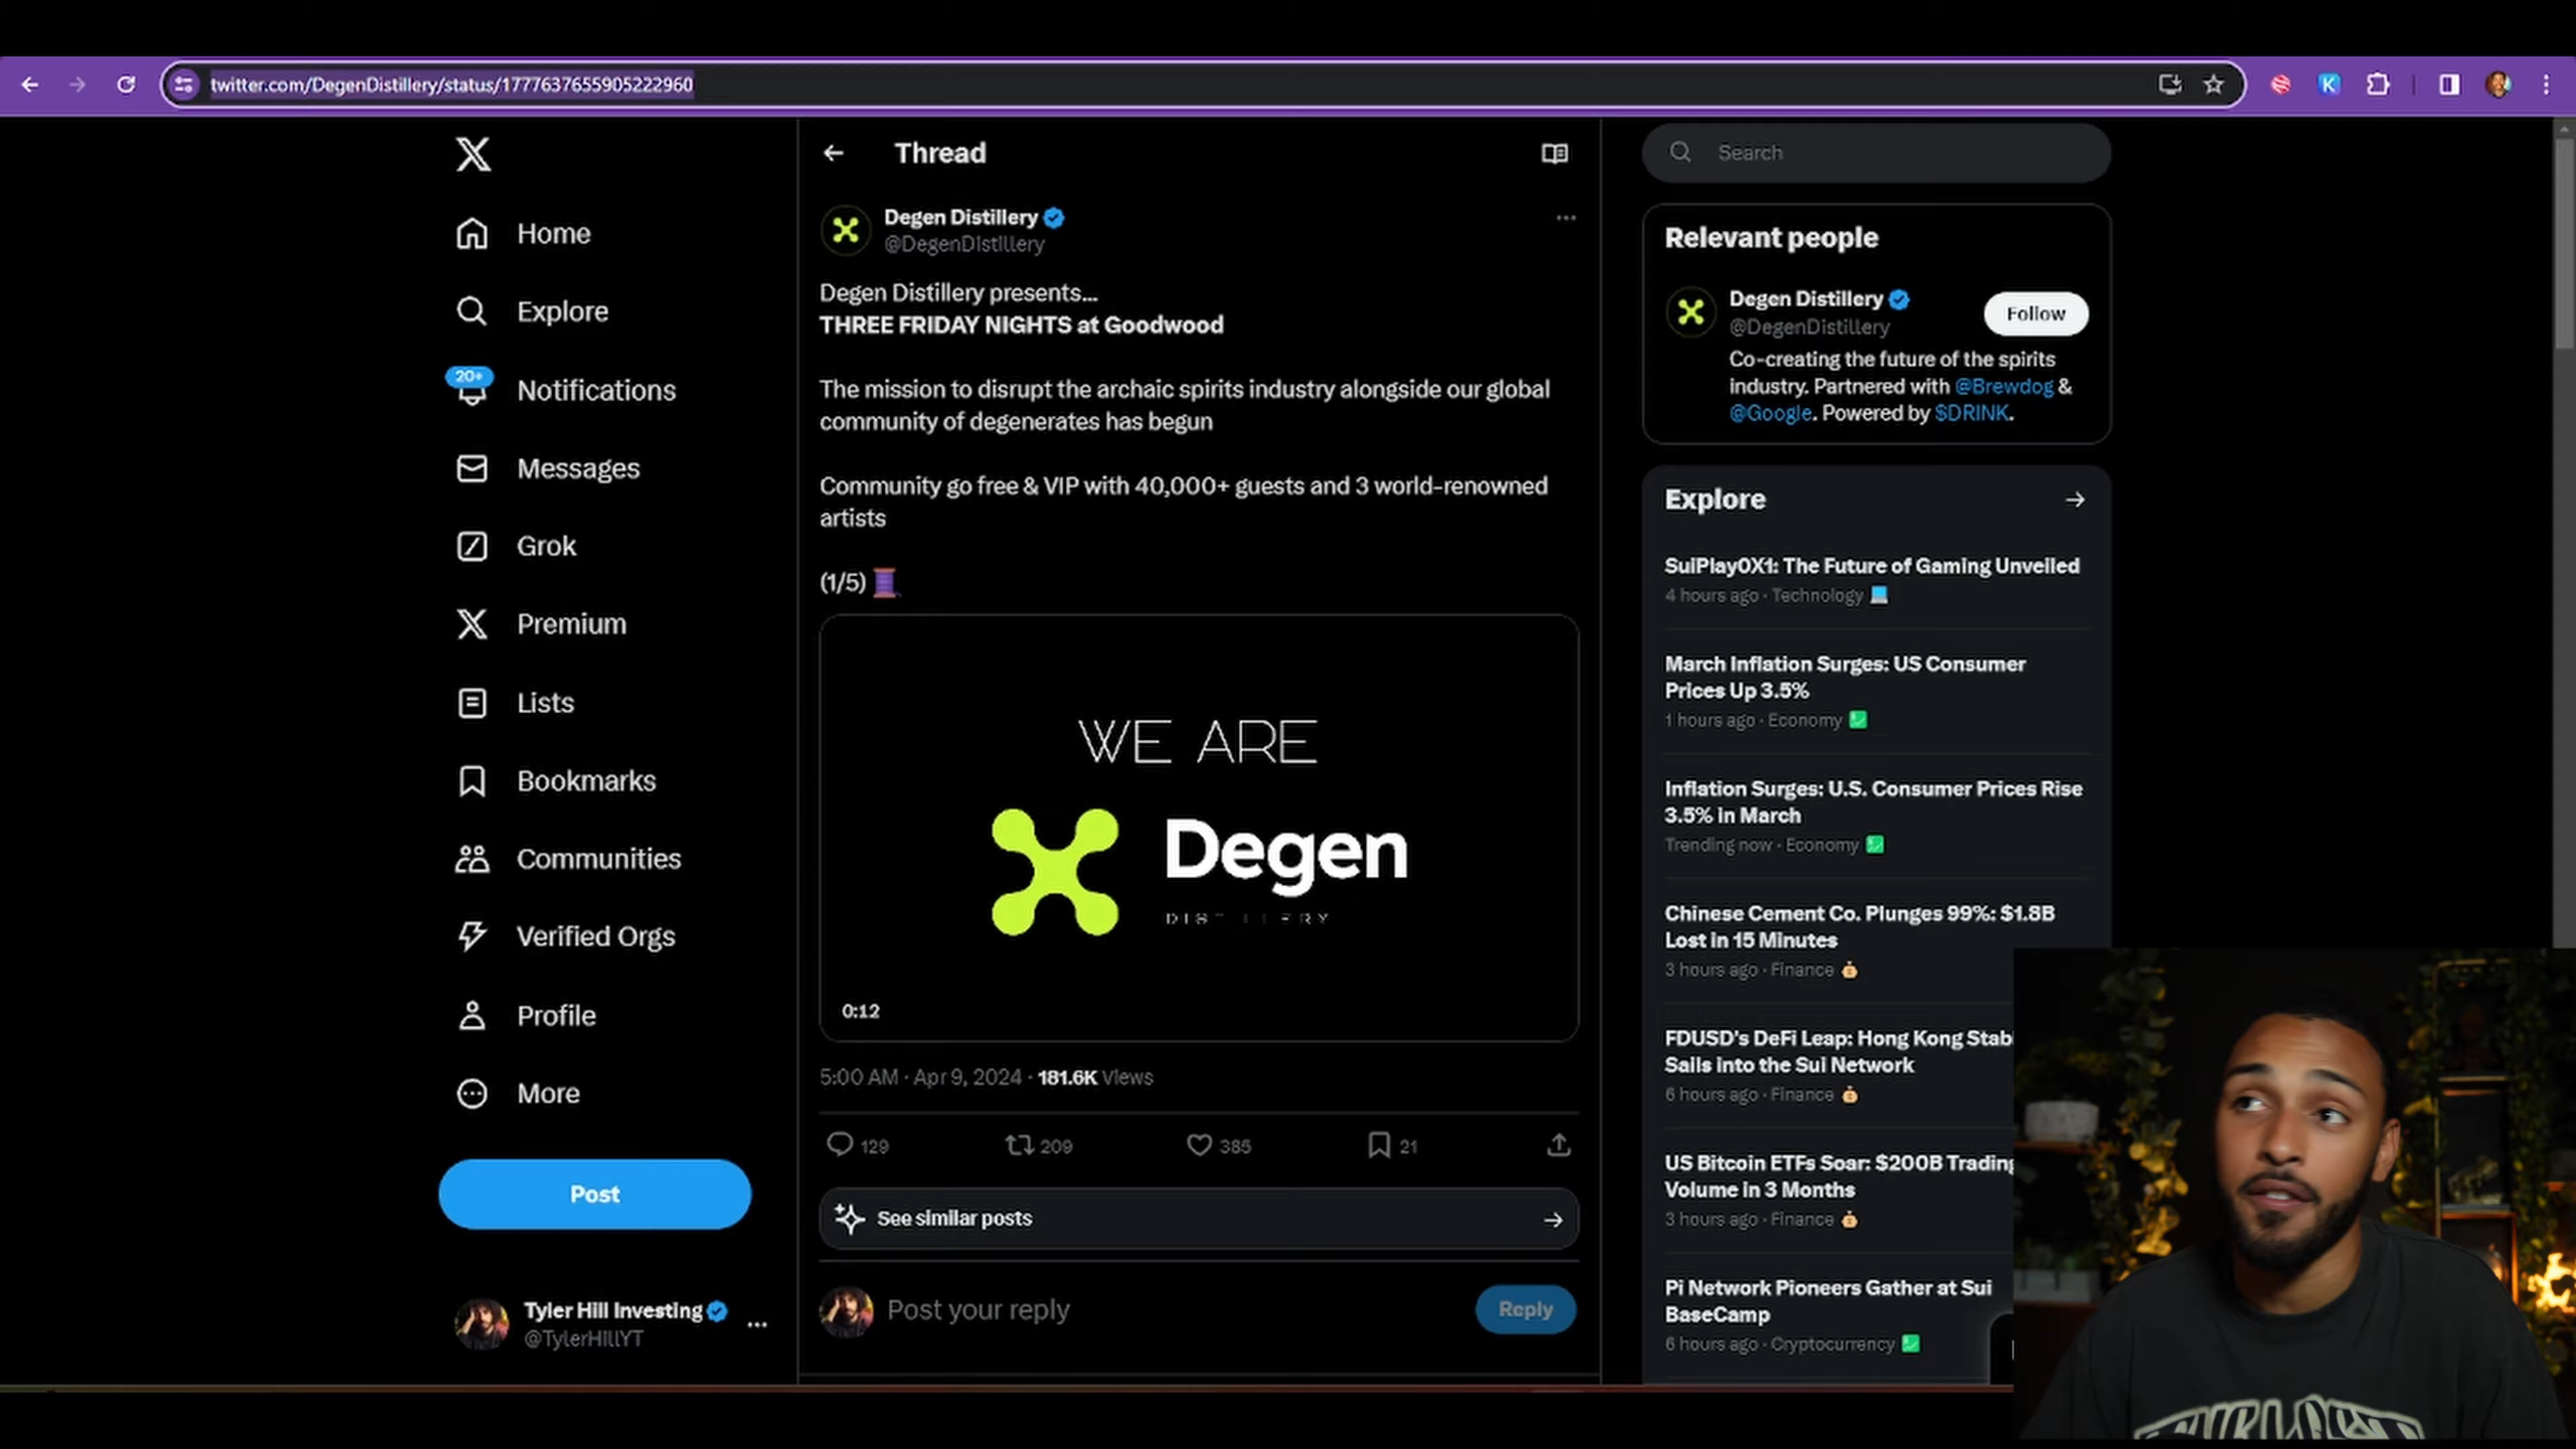 twitter.com/DegenDistillery/status/1777637655905222960
Home
Explore
20+
Notifications
Messages
Grok
Premium
Lists
Bookmarks
Communities
Verified Orgs
Profile
More
Post
Tyler Hill Investing
@TylerHillYT
Thread
Degen Distillery
@DegenDistillery
Degen Distillery presents...
THREE FRIDAY NIGHTS at Goodwood
The mission to disrupt the archaic spirits industry alongside our global
community of degenerates has begun
Community go free & VIP with 40,000+ guests and 3 world-renowned
artists
(1/5)
WE ARE
Degen
DISTILLERY
0:12
5:00 AM · Apr 9, 2024 · 181.6K Views
129
209
385
21
See similar posts
Post your reply
Reply
Search
Relevant people
Degen Distillery
@DegenDistillery
Follow
Co-creating the future of the spirits
industry. Partnered with @Brewdog &
@Google. Powered by $DRINK.
Explore
SuiPlay0X1: The Future of Gaming Unveiled
4 hours ago · Technology
March Inflation Surges: US Consumer
Prices Up 3.5%
1 hours ago · Economy
Inflation Surges: U.S. Consumer Prices Rise
3.5% in March
Trending now · Economy
Chinese Cement Co. Plunges 99%: $1.8B
Lost in 15 Minutes
3 hours ago · Finance
FDUSD's DeFi Leap: Hong Kong Stabl
Sails into the Sui Network
6 hours ago · Finance
US Bitcoin ETFs Soar: $200B Trading
Volume in 3 Months
3 hours ago · Finance
Pi Network Pioneers Gather at Sui
BaseCamp
6 hours ago · Cryptocurrency